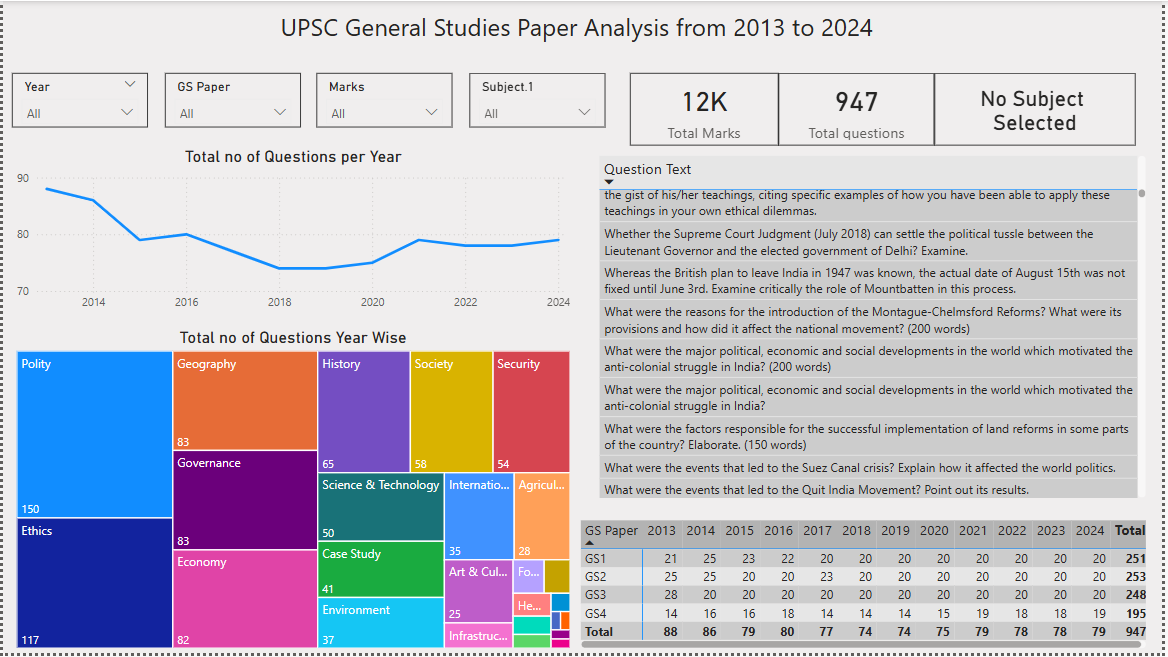 UPSC General Studies Paper Analysis from 2013 to 2024
Year
All
GS Paper
All
Marks
All
Subject.1
All
12K
Total Marks
947
Total questions
No Subject
Selected
Total no of Questions per Year
90
80
70
2014 2016 2018 2020 2022 2024
Total no of Questions Year Wise
Polity
150
Ethics
117
Geography
83
Governance
83
Economy
82
History
65
Society
58
Security
54
Science & Technology
50
Case Study
41
Environment
37
Internatio...
35
Agricul...
28
Art & Cul...
25
Infrastruc...
Fo...
He...
Question Text
the gist of his/her teachings, citing specific examples of how you have been able to apply these
teachings in your own ethical dilemmas.
Whether the Supreme Court Judgment (July 2018) can settle the political tussle between the
Lieutenant Governor and the elected government of Delhi? Examine.
Whereas the British plan to leave India in 1947 was known, the actual date of August 15th was not
fixed until June 3rd. Examine critically the role of Mountbatten in this process.
What were the reasons for the introduction of the Montague-Chelmsford Reforms? What were its
provisions and how did it affect the national movement? (200 words)
What were the major political, economic and social developments in the world which motivated the
anti-colonial struggle in India? (200 words)
What were the major political, economic and social developments in the world which motivated the
anti-colonial struggle in India?
What were the factors responsible for the successful implementation of land reforms in some parts
of the country? Elaborate. (150 words)
What were the events that led to the Suez Canal crisis? Explain how it affected the world politics.
What were the events that led to the Quit India Movement? Point out its results.
GS Paper 2013 2014 2015 2016 2017 2018 2019 2020 2021 2022 2023 2024 Total
GS1 21 25 23 22 20 20 20 20 20 20 20 20 251
GS2 25 25 20 20 23 20 20 20 20 20 20 20 253
GS3 28 20 20 20 20 20 20 20 20 20 20 20 248
GS4 14 16 16 18 14 14 14 15 19 18 18 19 195
Total 88 86 79 80 77 74 74 75 79 78 78 79 947